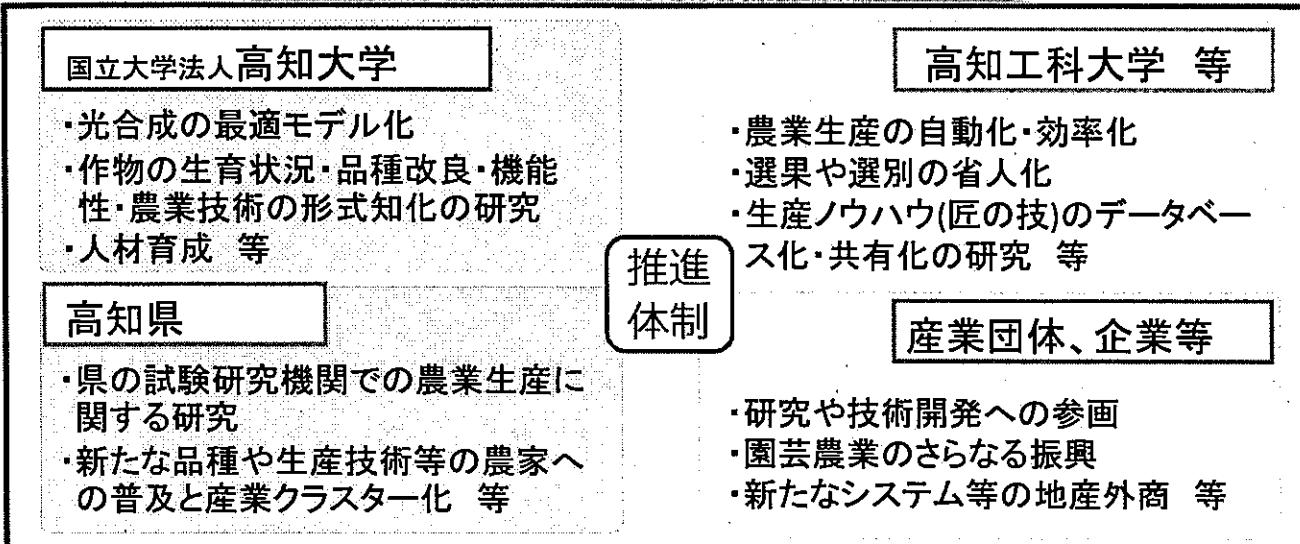 国立大学法人高知大学
・光合成の最適モデル化
・作物の生育状況・品種改良・機能
性・農業技術の形式知化の研究
・人材育成 等
高知工科大学 等
・農業生産の自動化・効率化
・選果や選別の省人化
・生産ノウハウ(匠の技)のデータベー
ス化・共有化の研究 等
推進
体制
高知県
・県の試験研究機関での農業生産に
関する研究
・新たな品種や生産技術等の農家へ
の普及と産業クラスター化 等
産業団体、企業等
・研究や技術開発への参画
・園芸農業のさらなる振興
・新たなシステム等の地産外商 等